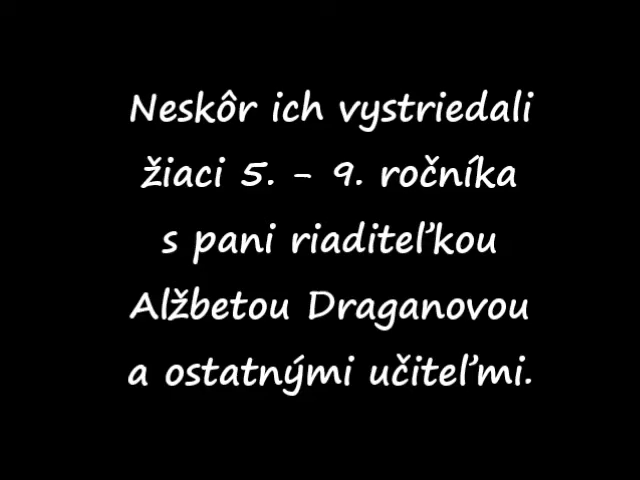 Neskôr ich vystriedali
žiaci 5. - 9. ročníka
s pani riaditeľkou
Alžbetou Draganovou
a ostatnými učiteľmi.